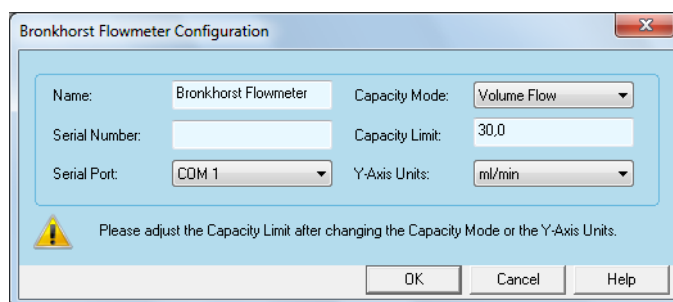 Bronkhorst Flowmeter Configuration
Name: Bronkhorst Flowmeter Capacity Mode: Volume Flow
Serial Number: Capacity Limit: 30,0
Serial Port: COM 1 Y-Axis Units: ml/min
Please adjust the Capacity Limit after changing the Capacity Mode or the Y-Axis Units.
OK Cancel Help